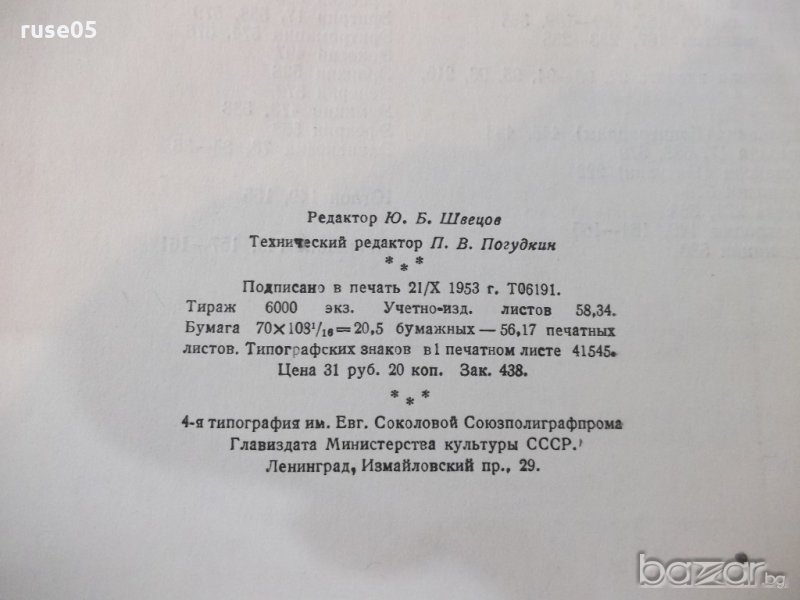 ruse05
Редактор Ю. Б. Швецов
Технический редактор П. В. Погудкин
* * *
Подписано в печать 21/X 1953 г. Т06191.
Тираж 6000 экз. Учетно-изд. листов 58,34.
Бумага 70×108¹/₁₆=20,5 бумажных—56,17 печатных
листов. Типографских знаков в 1 печатном листе 41545.
Цена 31 руб. 20 коп. Зак. 438.
* * *
4-я типография им. Евг. Соколовой Союзполиграфпрома
Главиздата Министерства культуры СССР.
Ленинград, Измайловский пр., 29.
bazar.bg